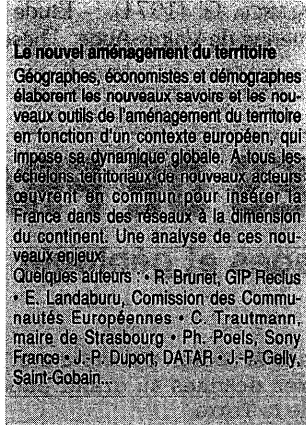 Le nouvel aménagement du territoire
Géographes, économistes et démographes
élaborent les nouveaux savoirs et les nou-
veaux outils de l'aménagement du territoire
en fonction d'un contexte européen, qui
impose sa dynamique globale. A tous les
échelons territoriaux de nouveaux acteurs
œuvrent en commun pour insérer la
France dans des réseaux à la dimension
du continent. Une analyse de ces nou-
veaux enjeux.
Quelques auteurs : • R. Brunet, GIP Reclus
• E. Landaburu, Comission des Commu-
nautés Européennes • C. Trautmann,
maire de Strasbourg • Ph. Poels, Sony
France • J.-P. Duport, DATAR • J.-P. Gelly,
Saint-Gobain...